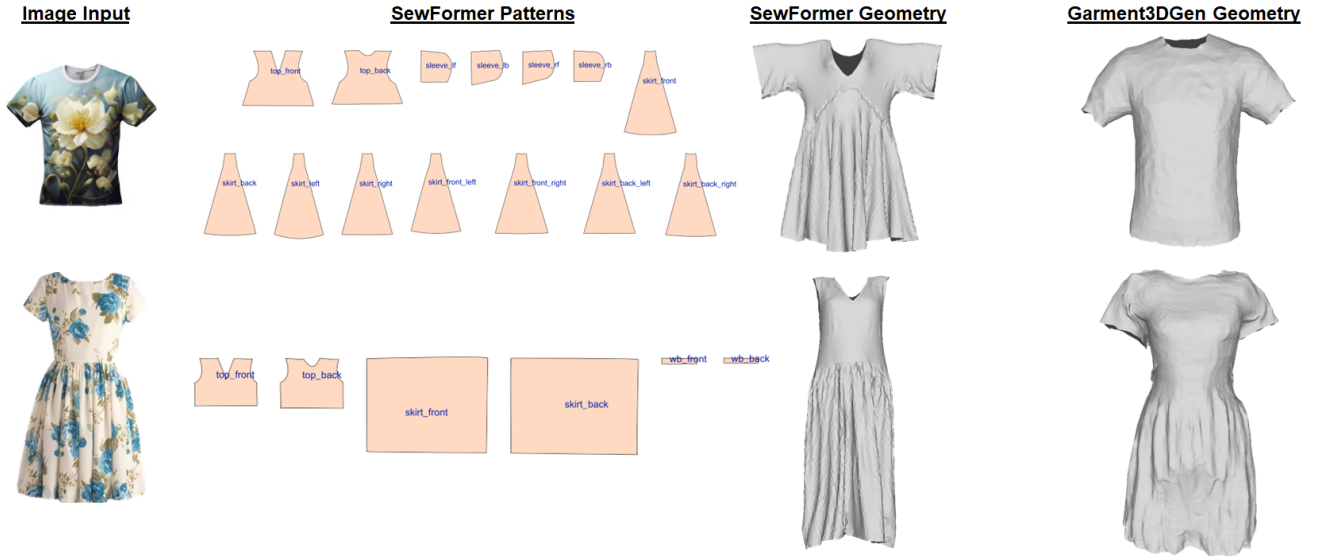 Image Input
SewFormer Patterns
SewFormer Geometry
Garment3DGen Geometry
top_front
top_back
sleeve_lf
sleeve_lb
sleeve_rf
sleeve_rb
skirt_front
skirt_back
skirt_left
skirt_right
skirt_front_left
skirt_front_right
skirt_back_left
skirt_back_right
top_front
top_back
skirt_front
skirt_back
wb_front
wb_back